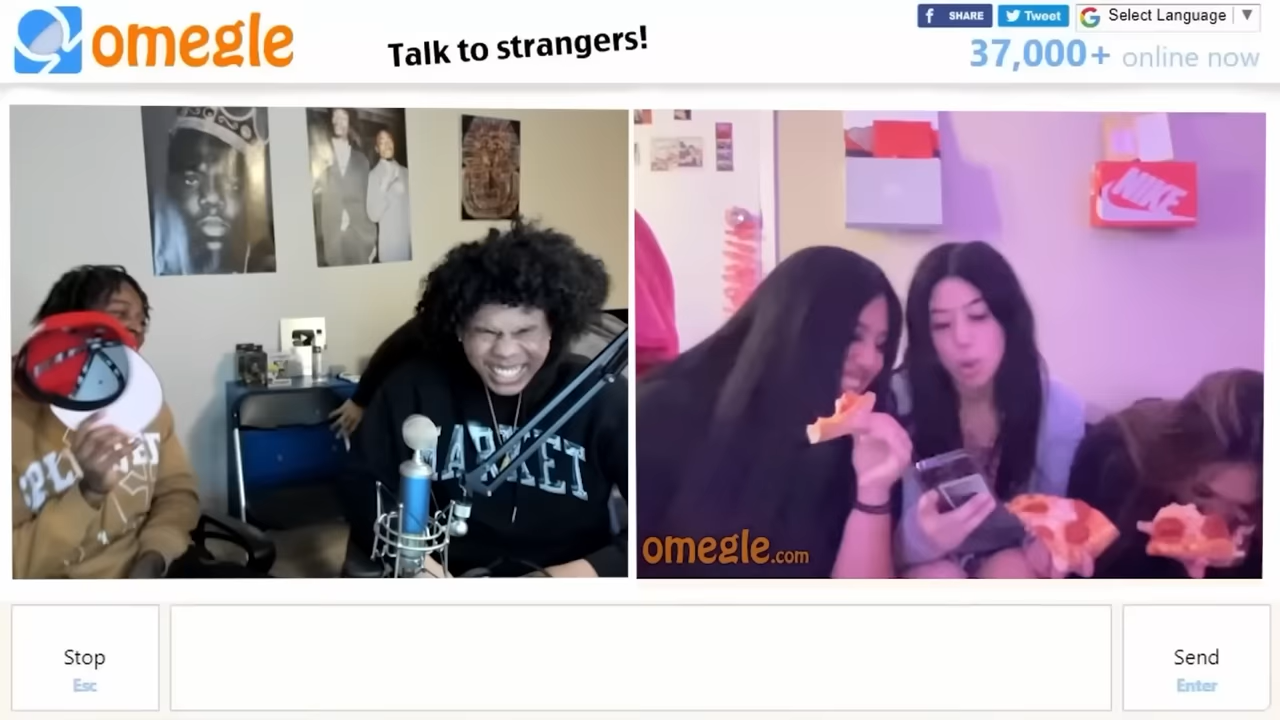 omegle
Talk to strangers!
f SHARE
Tweet
G Select Language ▼
37,000+ online now
NIKE
MARKET
omegle.com
Stop
Esc
Send
Enter